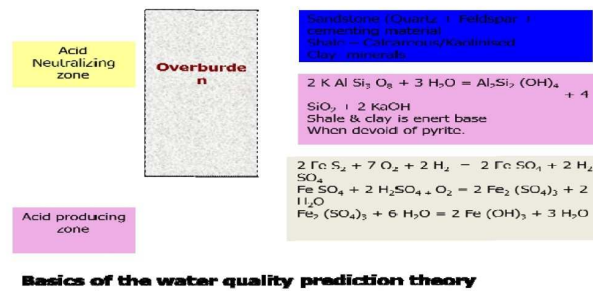 Acid
Neutralizing
zone
Overburde
n
Sandstone (Quartz + Feldspar +
cementing material
Shale – Calcareous/Kaolinised
Clay minerals
2 K Al Si₃ O₈ + 3 H₂O = Al₂Si₂ (OH)₄
+ 4
SiO₂ + 2 KaOH
Shale & clay is enert base
When devoid of pyrite.
2 Fe S₂ + 7 O₂ + 2 H₂ = 2 Fe SO₄ + 2 H₂
SO₄
Fe SO₄ + 2 H₂SO₄ + O₂ = 2 Fe₂ (SO₄)₃ + 2
H₂O
Fe₂ (SO₄)₃ + 6 H₂O = 2 Fe (OH)₃ + 3 H₂O
Acid producing
zone
Basics of the water quality prediction theory